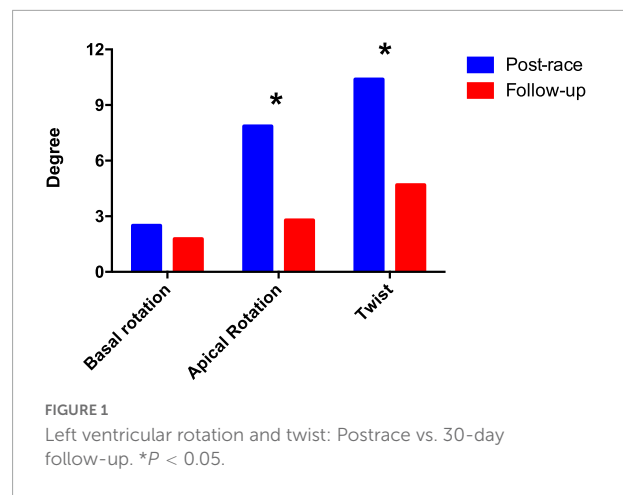 12
9
6
3
0
Degree
*
*
Post-race
Follow-up
Basal rotation
Apical Rotation
Twist
FIGURE 1
Left ventricular rotation and twist: Postrace vs. 30-day
follow-up. *P < 0.05.